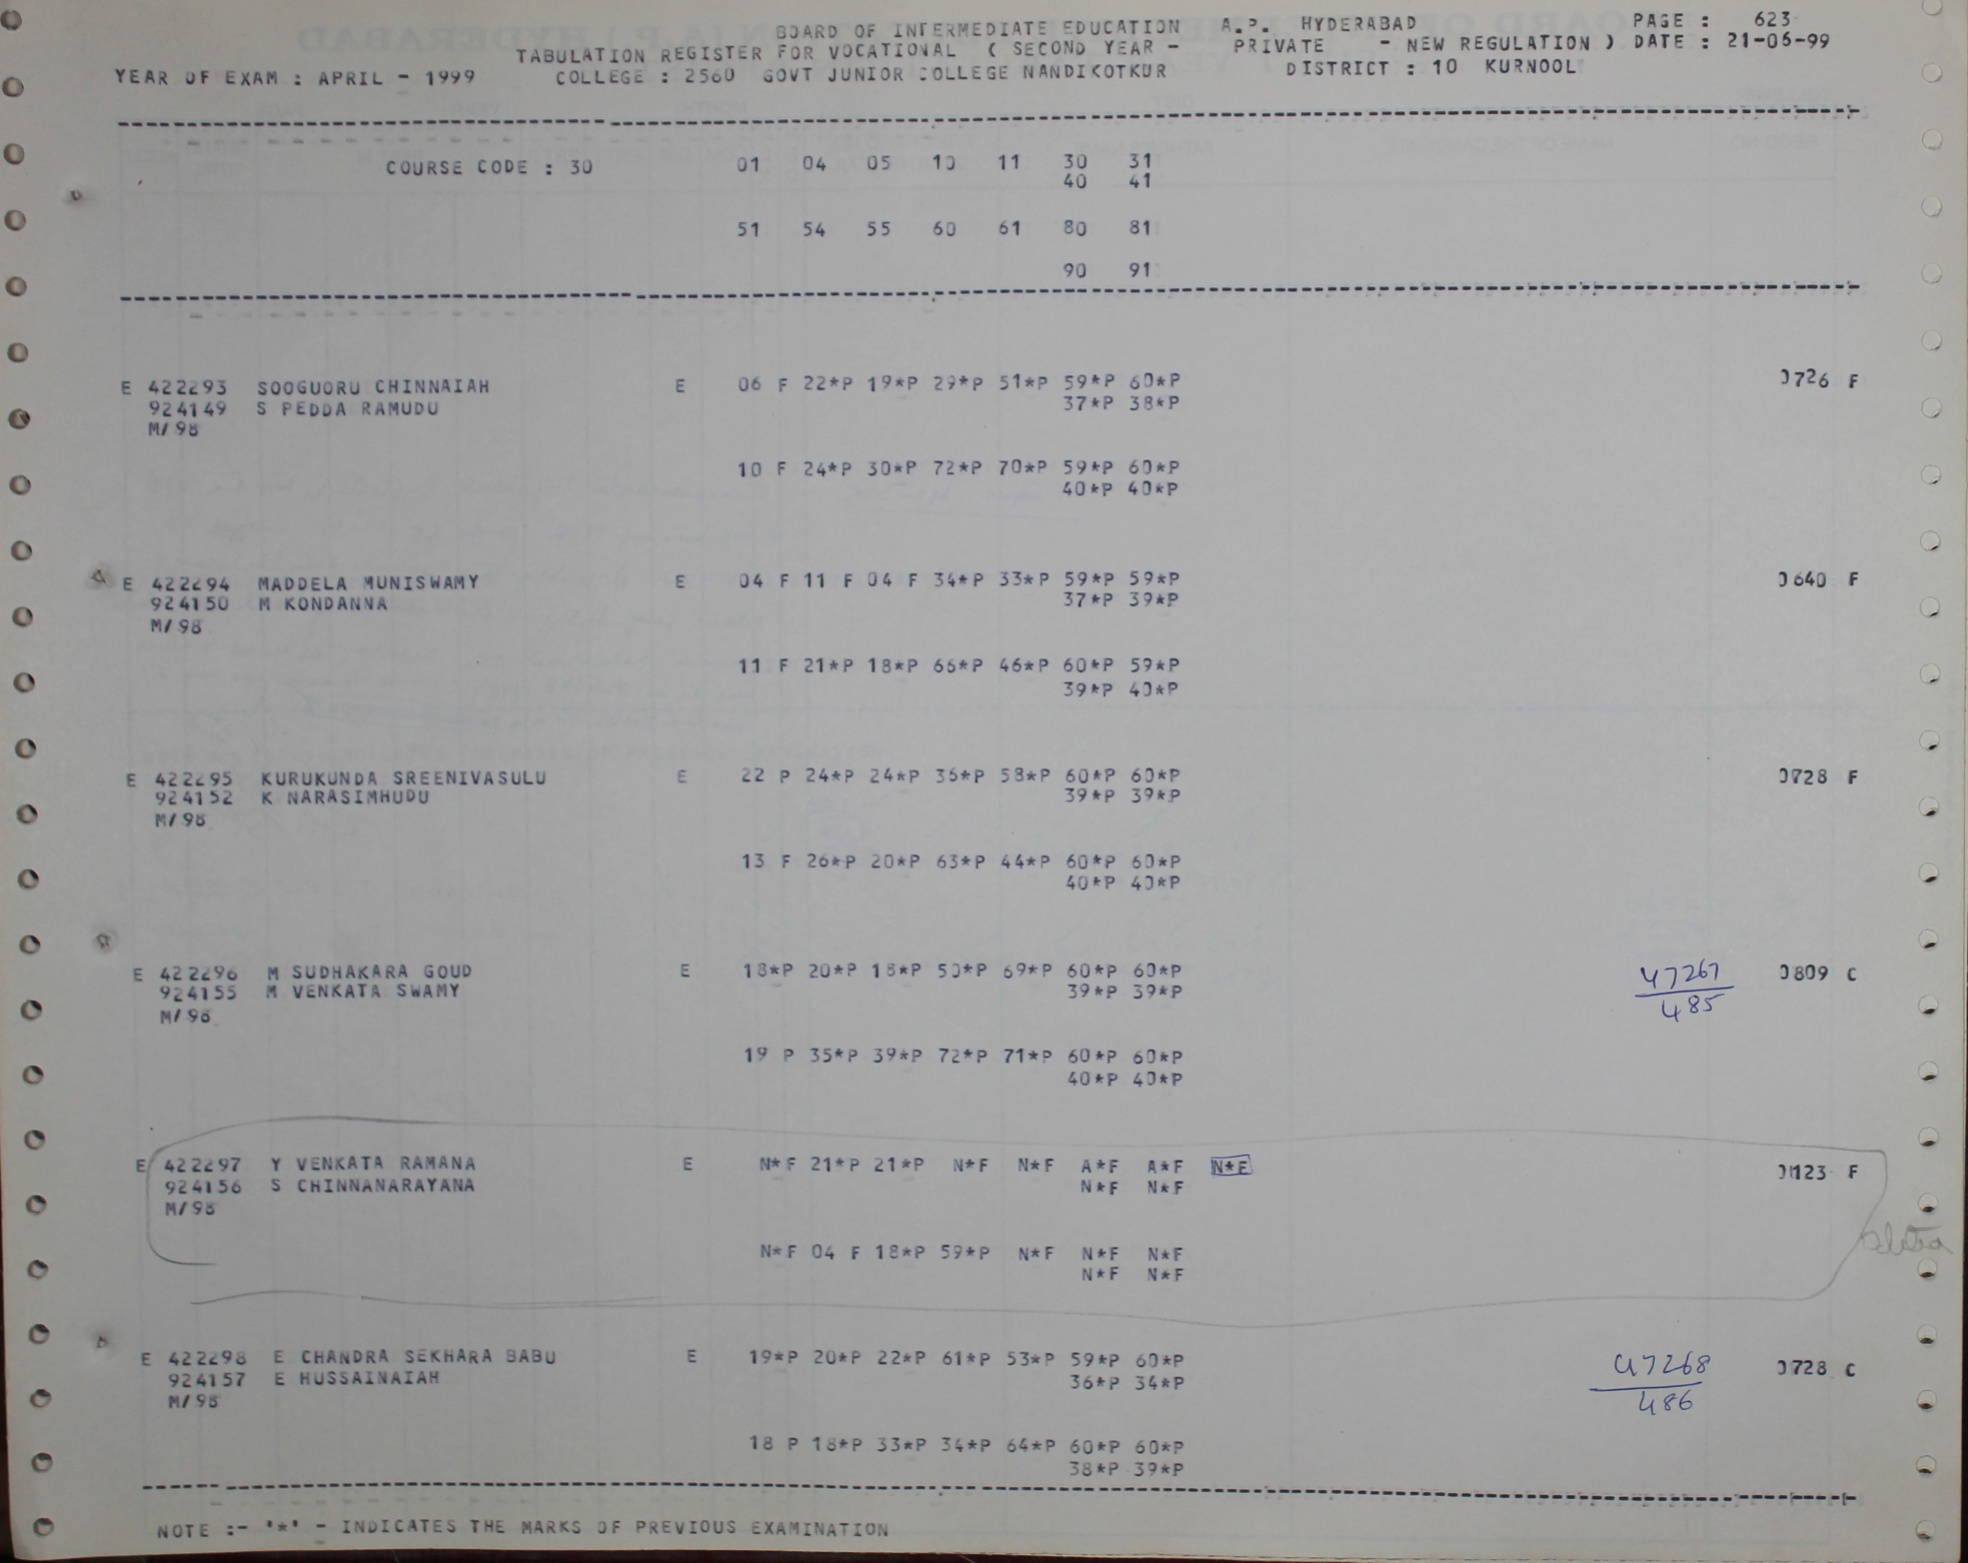 BOARD OF INTERMEDIATE EDUCATION A.P. HYDERABAD PAGE : 623
TABULATION REGISTER FOR VOCATIONAL ( SECOND YEAR - PRIVATE - NEW REGULATION ) DATE : 21-06-99
YEAR OF EXAM : APRIL - 1999 COLLEGE : 2560 GOVT JUNIOR COLLEGE NANDIKOTKUR DISTRICT : 10 KURNOOL
COURSE CODE : 30 01 04 05 10 11 30 31
40 41
51 54 55 60 61 80 81
90 91
E 422293 SOOGUORU CHINNAIAH E 06 F 22*P 19*P 29*P 51*P 59*P 60*P 0726 F
924149 S PEDDA RAMUDU 37*P 38*P
M/98
10 F 24*P 30*P 72*P 70*P 59*P 60*P
40*P 40*P
E 422294 MADDELA MUNISWAMY E 04 F 11 F 04 F 34*P 33*P 59*P 59*P 0640 F
924150 M KONDANNA 37*P 39*P
M/98
11 F 21*P 18*P 66*P 46*P 60*P 59*P
39*P 40*P
E 422295 KURUKUNDA SREENIVASULU E 22 P 24*P 24*P 36*P 58*P 60*P 60*P 0728 F
924152 K NARASIMHUDU 39*P 39*P
M/98
13 F 26*P 20*P 63*P 44*P 60*P 60*P
40*P 40*P
E 422296 M SUDHAKARA GOUD E 18*P 20*P 18*P 50*P 69*P 60*P 60*P 47267 0809 C
924155 M VENKATA SWAMY 39*P 39*P 485
M/98
19 P 35*P 39*P 72*P 71*P 60*P 60*P
40*P 40*P
E 422297 Y VENKATA RAMANA E N*F 21*P 21*P N*F N*F A*F A*F N*F 0123 F
924156 S CHINNANARAYANA N*F N*F
M/98
N*F 04 F 18*P 59*P N*F N*F N*F
N*F N*F
E 422298 E CHANDRA SEKHARA BABU E 19*P 20*P 22*P 61*P 53*P 59*P 60*P 47268 0728 C
924157 E HUSSAINAIAH 36*P 34*P 486
M/98
18 P 18*P 33*P 34*P 64*P 60*P 60*P
38*P 39*P
NOTE :- '*' - INDICATES THE MARKS OF PREVIOUS EXAMINATION